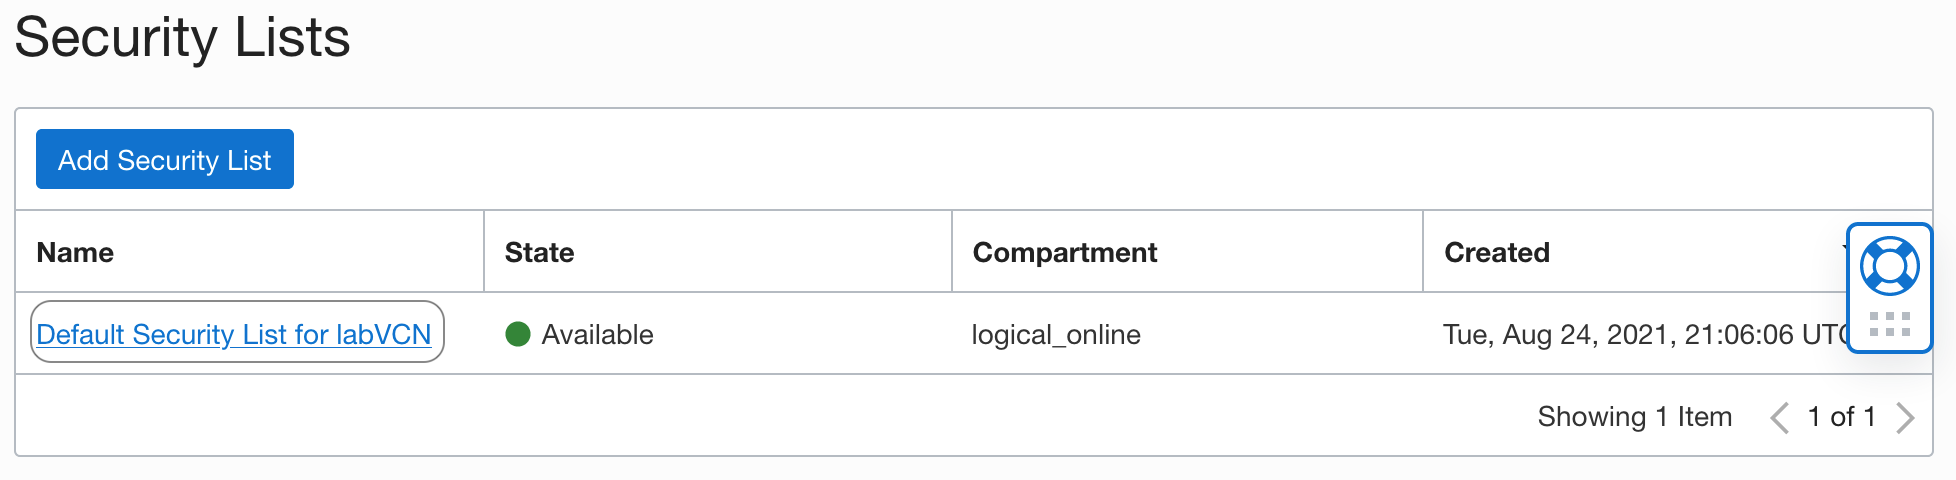 Security Lists
Add Security List
Name State Compartment Created
Default Security List for labVCN Available logical_online Tue, Aug 24, 2021, 21:06:06 UTC
Showing 1 Item 1 of 1